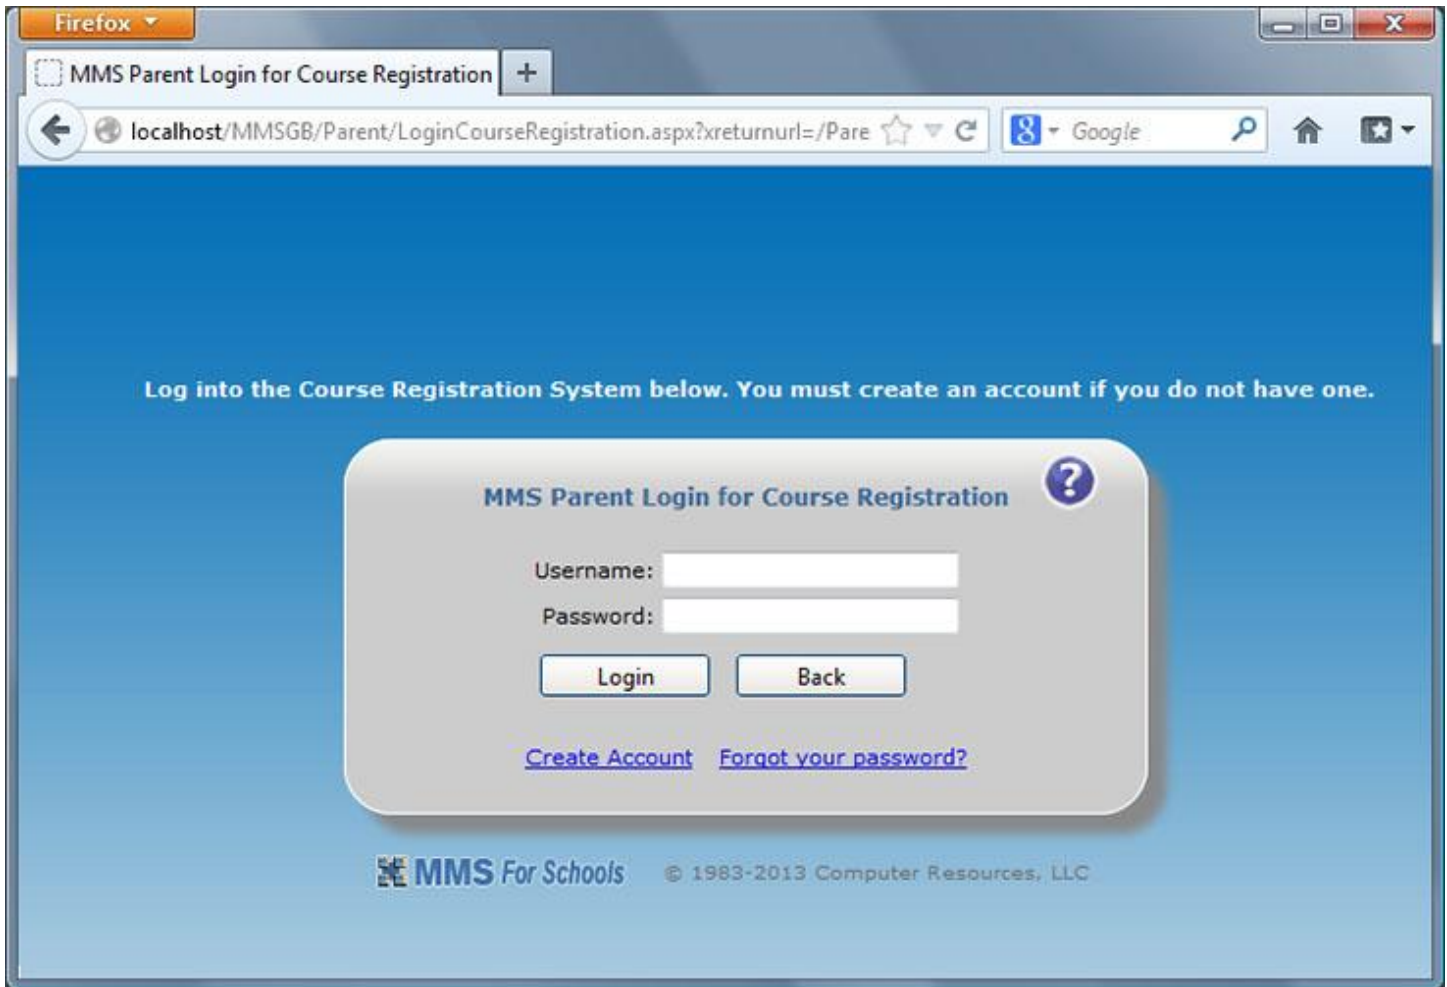 Firefox
MMS Parent Login for Course Registration
localhost/MMSGB/Parent/LoginCourseRegistration.aspx?xreturnurl=/Pare
Google
Log into the Course Registration System below. You must create an account if you do not have one.
MMS Parent Login for Course Registration
?
Username:
Password:
Login Back
Create Account Forgot your password?
MMS For Schools © 1983-2013 Computer Resources, LLC